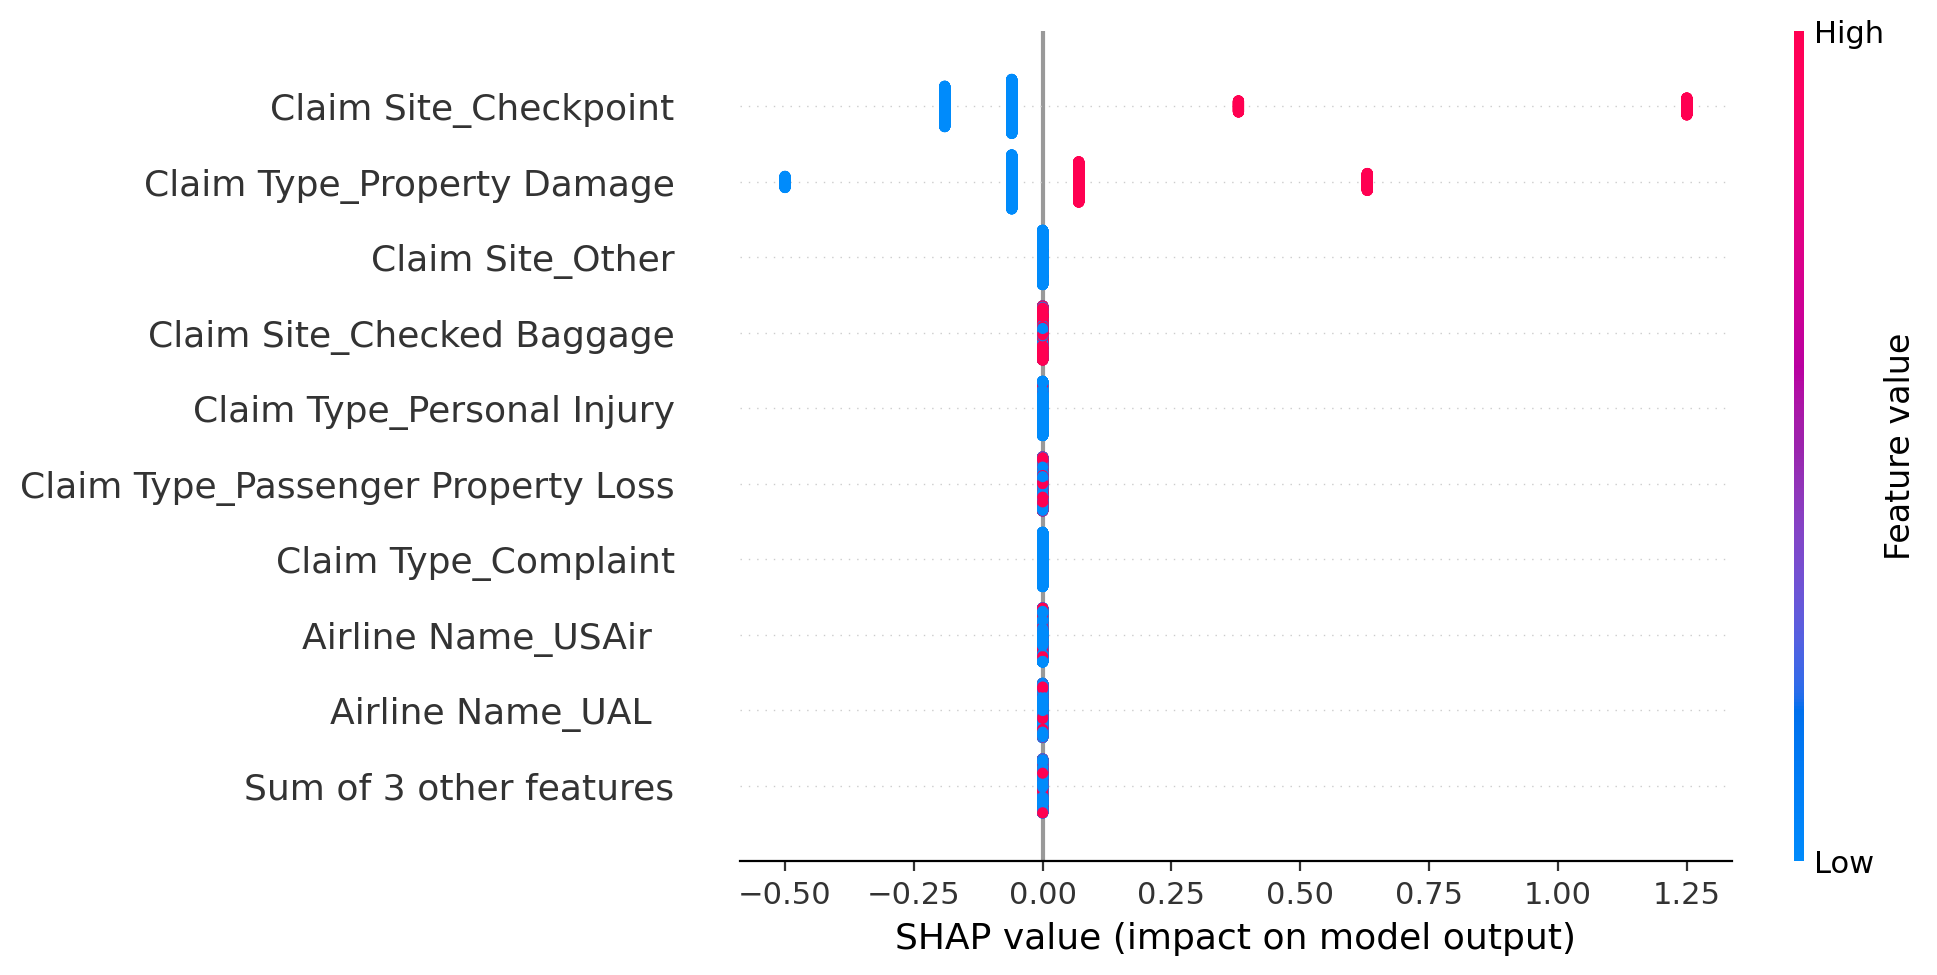 High
Claim Site_Checkpoint
Claim Type_Property Damage
Claim Site_Other
Claim Site_Checked Baggage
Claim Type_Personal Injury
Claim Type_Passenger Property Loss
Claim Type_Complaint
Airline Name_USAir
Airline Name_UAL
Sum of 3 other features
Feature value
Low
−0.50 −0.25 0.00 0.25 0.50 0.75 1.00 1.25
SHAP value (impact on model output)